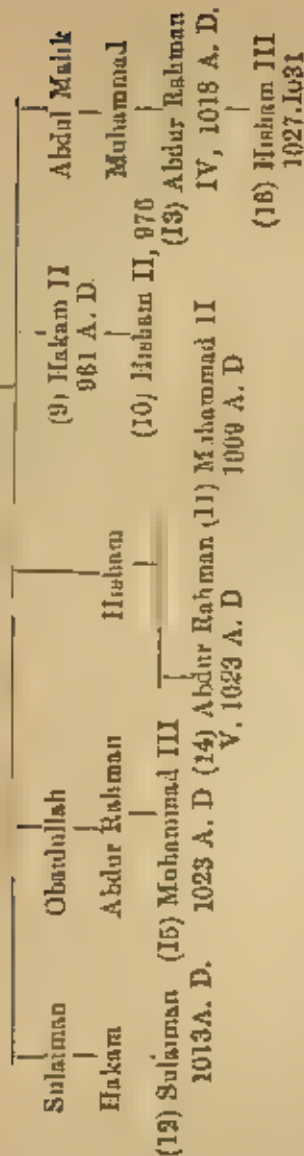 Sulaiman
Hakam
(12) Sulaiman
1013 A. D.
Obaidullah
Abdur Rahman
(15) Mohammad III
1023 A. D
Hisham
(14) Abdur Rahman
V. 1023 A. D
(11) Muhammad II
1009 A. D
(9) Hakam II
961 A. D.
(10) Hisham II, 976
Abdul Malik
Muhammad
(13) Abdur Rahman
IV, 1018 A. D.
(16) Hisham III
1027-1031